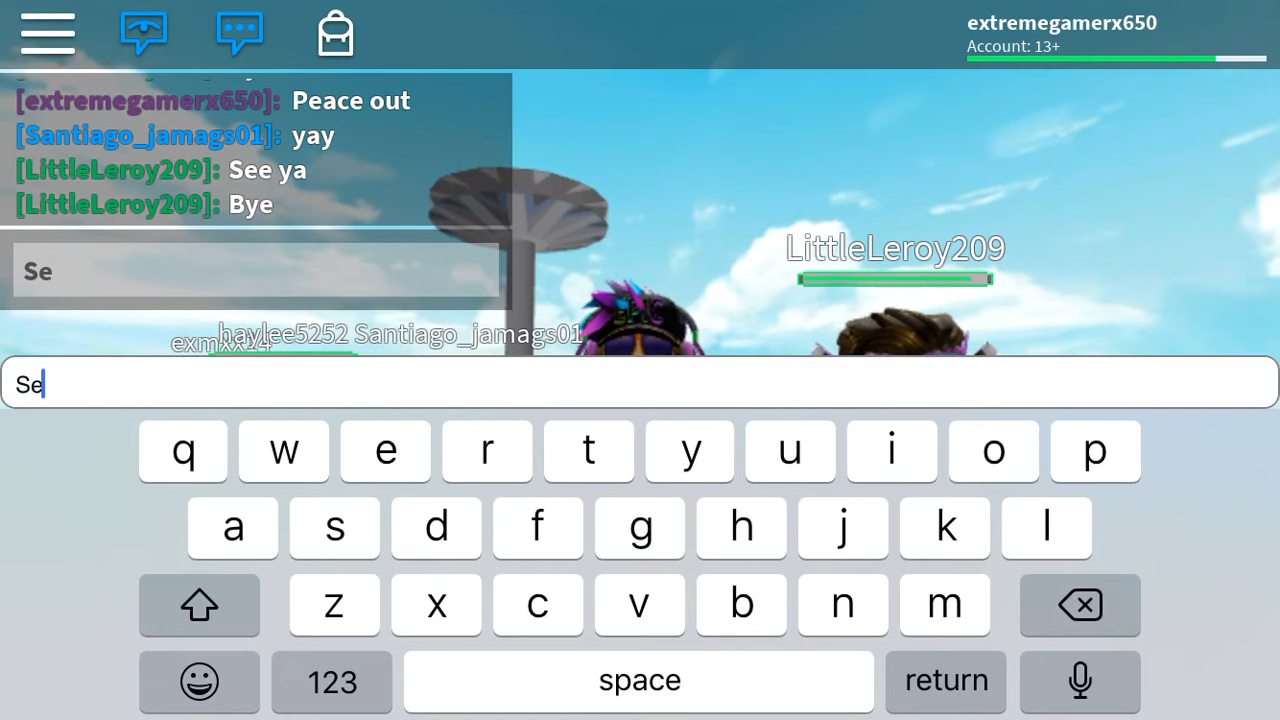 extremegamerx650
Account: 13+
[extremegamerx650]: Peace out
[Santiago_jamags01]: yay
[LittleLeroy209]: See ya
[LittleLeroy209]: Bye
Se
LittleLeroy209
haylee5252 Santiago_jamags01
Se
q w e r t y u i o p
a s d f g h j k l
z x c v b n m
123 space return